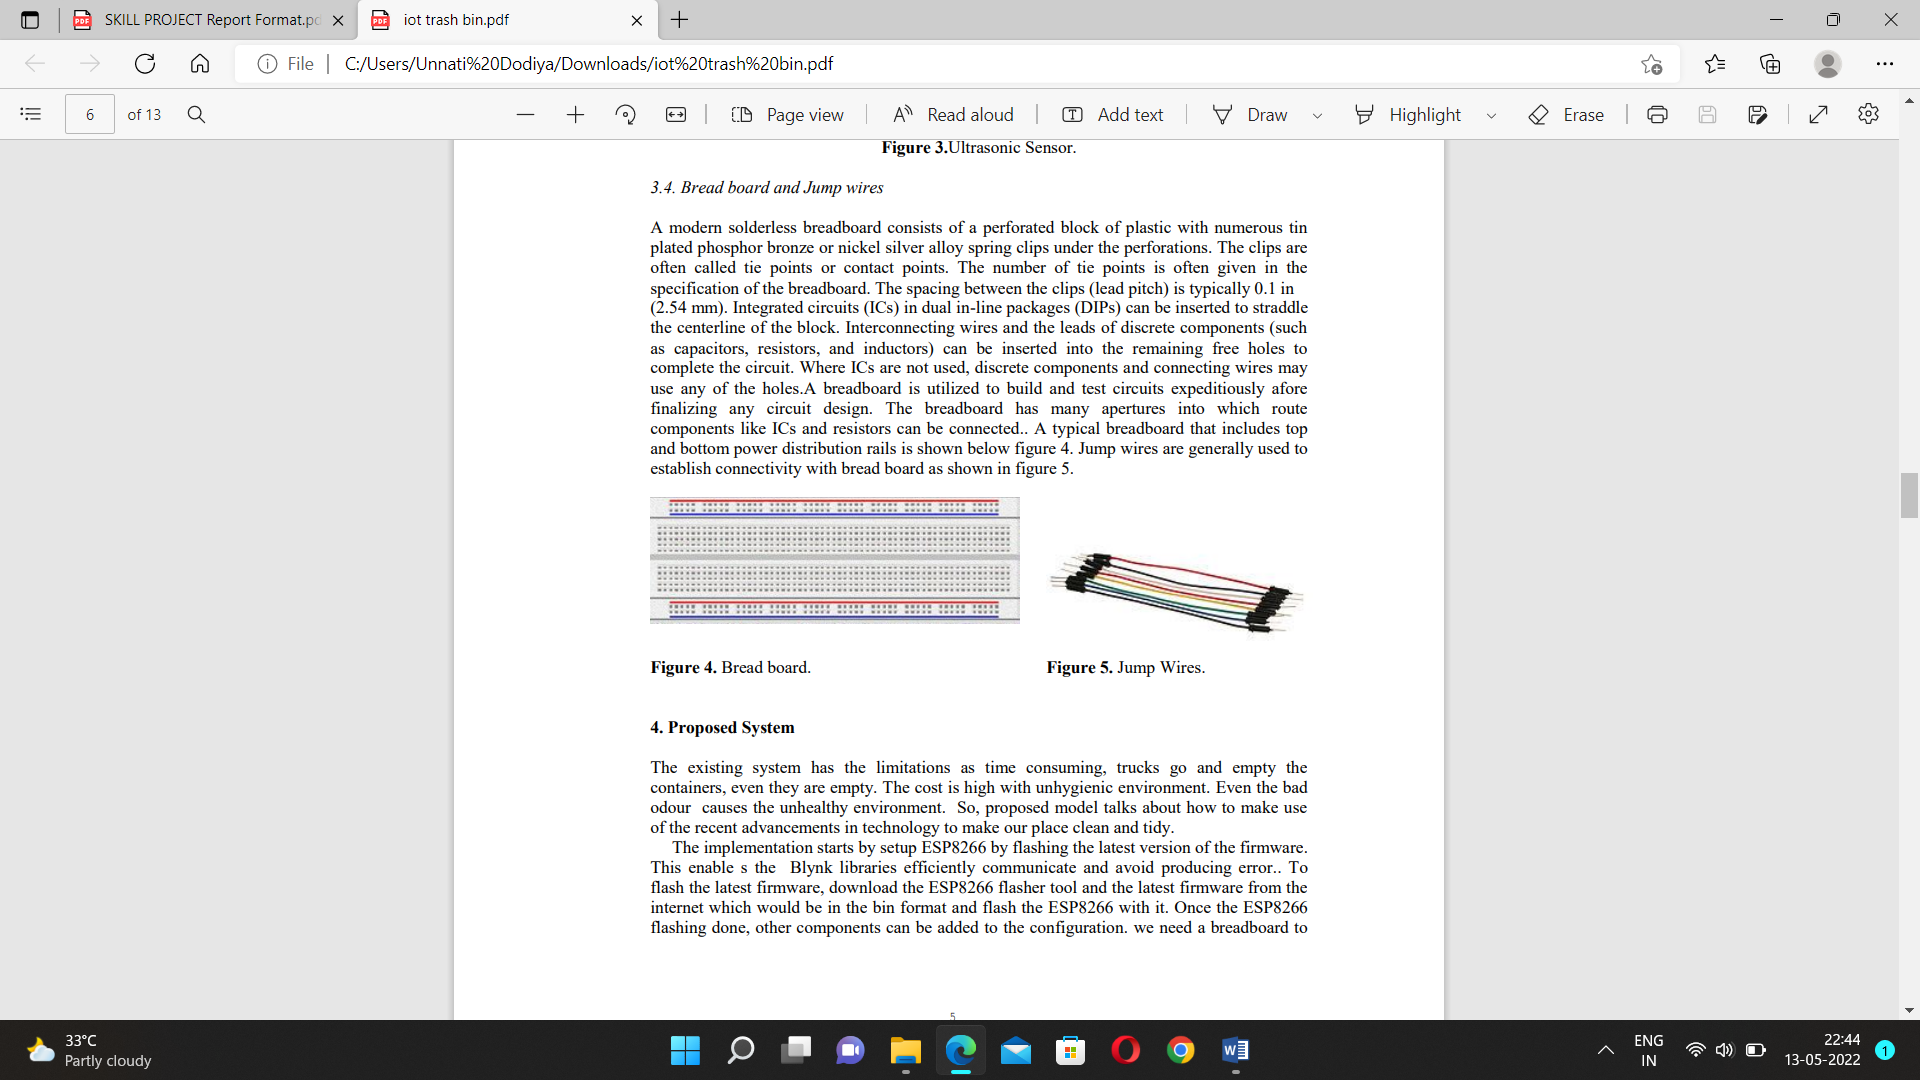 SKILL PROJECT Report Format.pd
iot trash bin.pdf
File
C:/Users/Unnati%20Dodiya/Downloads/iot%20trash%20bin.pdf
6 of 13
Page view
Read aloud
Add text
Draw
Highlight
Erase
Figure 3.Ultrasonic Sensor.
3.4. Bread board and Jump wires
A modern solderless breadboard consists of a perforated block of plastic with numerous tin
plated phosphor bronze or nickel silver alloy spring clips under the perforations. The clips are
often called tie points or contact points. The number of tie points is often given in the
specification of the breadboard. The spacing between the clips (lead pitch) is typically 0.1 in
(2.54 mm). Integrated circuits (ICs) in dual in-line packages (DIPs) can be inserted to straddle
the centerline of the block. Interconnecting wires and the leads of discrete components (such
as capacitors, resistors, and inductors) can be inserted into the remaining free holes to
complete the circuit. Where ICs are not used, discrete components and connecting wires may
use any of the holes.A breadboard is utilized to build and test circuits expeditiously afore
finalizing any circuit design. The breadboard has many apertures into which route
components like ICs and resistors can be connected.. A typical breadboard that includes top
and bottom power distribution rails is shown below figure 4. Jump wires are generally used to
establish connectivity with bread board as shown in figure 5.
Figure 4. Bread board.
Figure 5. Jump Wires.
4. Proposed System
The existing system has the limitations as time consuming, trucks go and empty the
containers, even they are empty. The cost is high with unhygienic environment. Even the bad
odour causes the unhealthy environment. So, proposed model talks about how to make use
of the recent advancements in technology to make our place clean and tidy.
The implementation starts by setup ESP8266 by flashing the latest version of the firmware.
This enable s the Blynk libraries efficiently communicate and avoid producing error.. To
flash the latest firmware, download the ESP8266 flasher tool and the latest firmware from the
internet which would be in the bin format and flash the ESP8266 with it. Once the ESP8266
flashing done, other components can be added to the configuration. we need a breadboard to
5
33°C
Partly cloudy
ENG
IN
22:44
13-05-2022
1